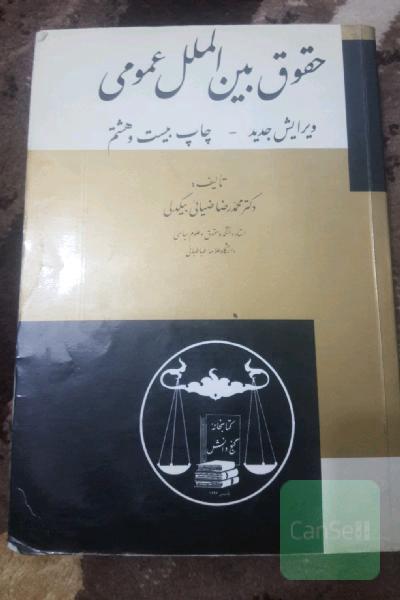 حقوق بین الملل عمومی
ویرایش جدید - چاپ بیست و هشتم
تألیف:
دکتر محمدرضا ضیائی بیگدلی
استاد دانشکده حقوق و علوم سیاسی
دانشگاه علامه طباطبائی
کتابخانه
گنج دانش
CanSell